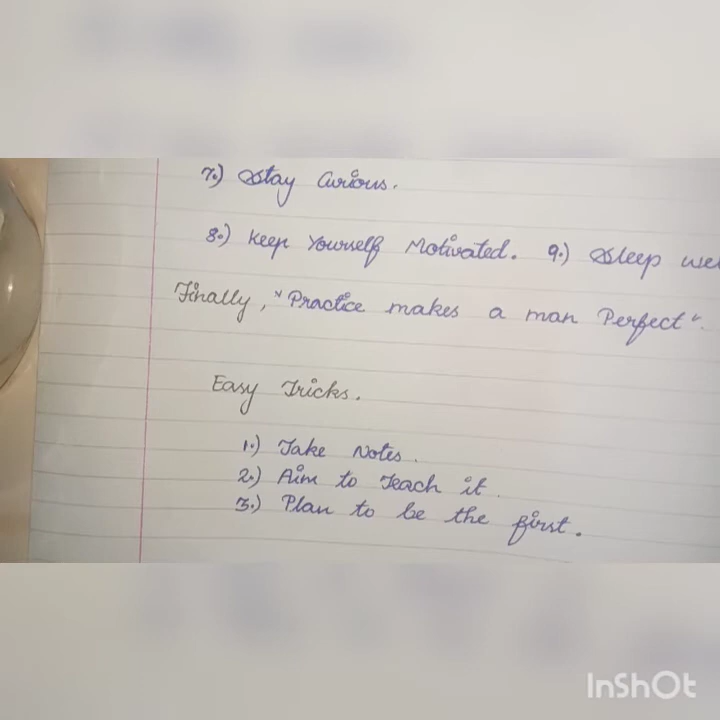 7.) Stay Curious.
8.) Keep Yourself Motivated. 9.) Sleep wel
Finally, "Practice makes a man Perfect".
Easy Tricks.
1.) Take Notes.
2.) Aim to Teach it.
3.) Plan to be the first.
InShOt